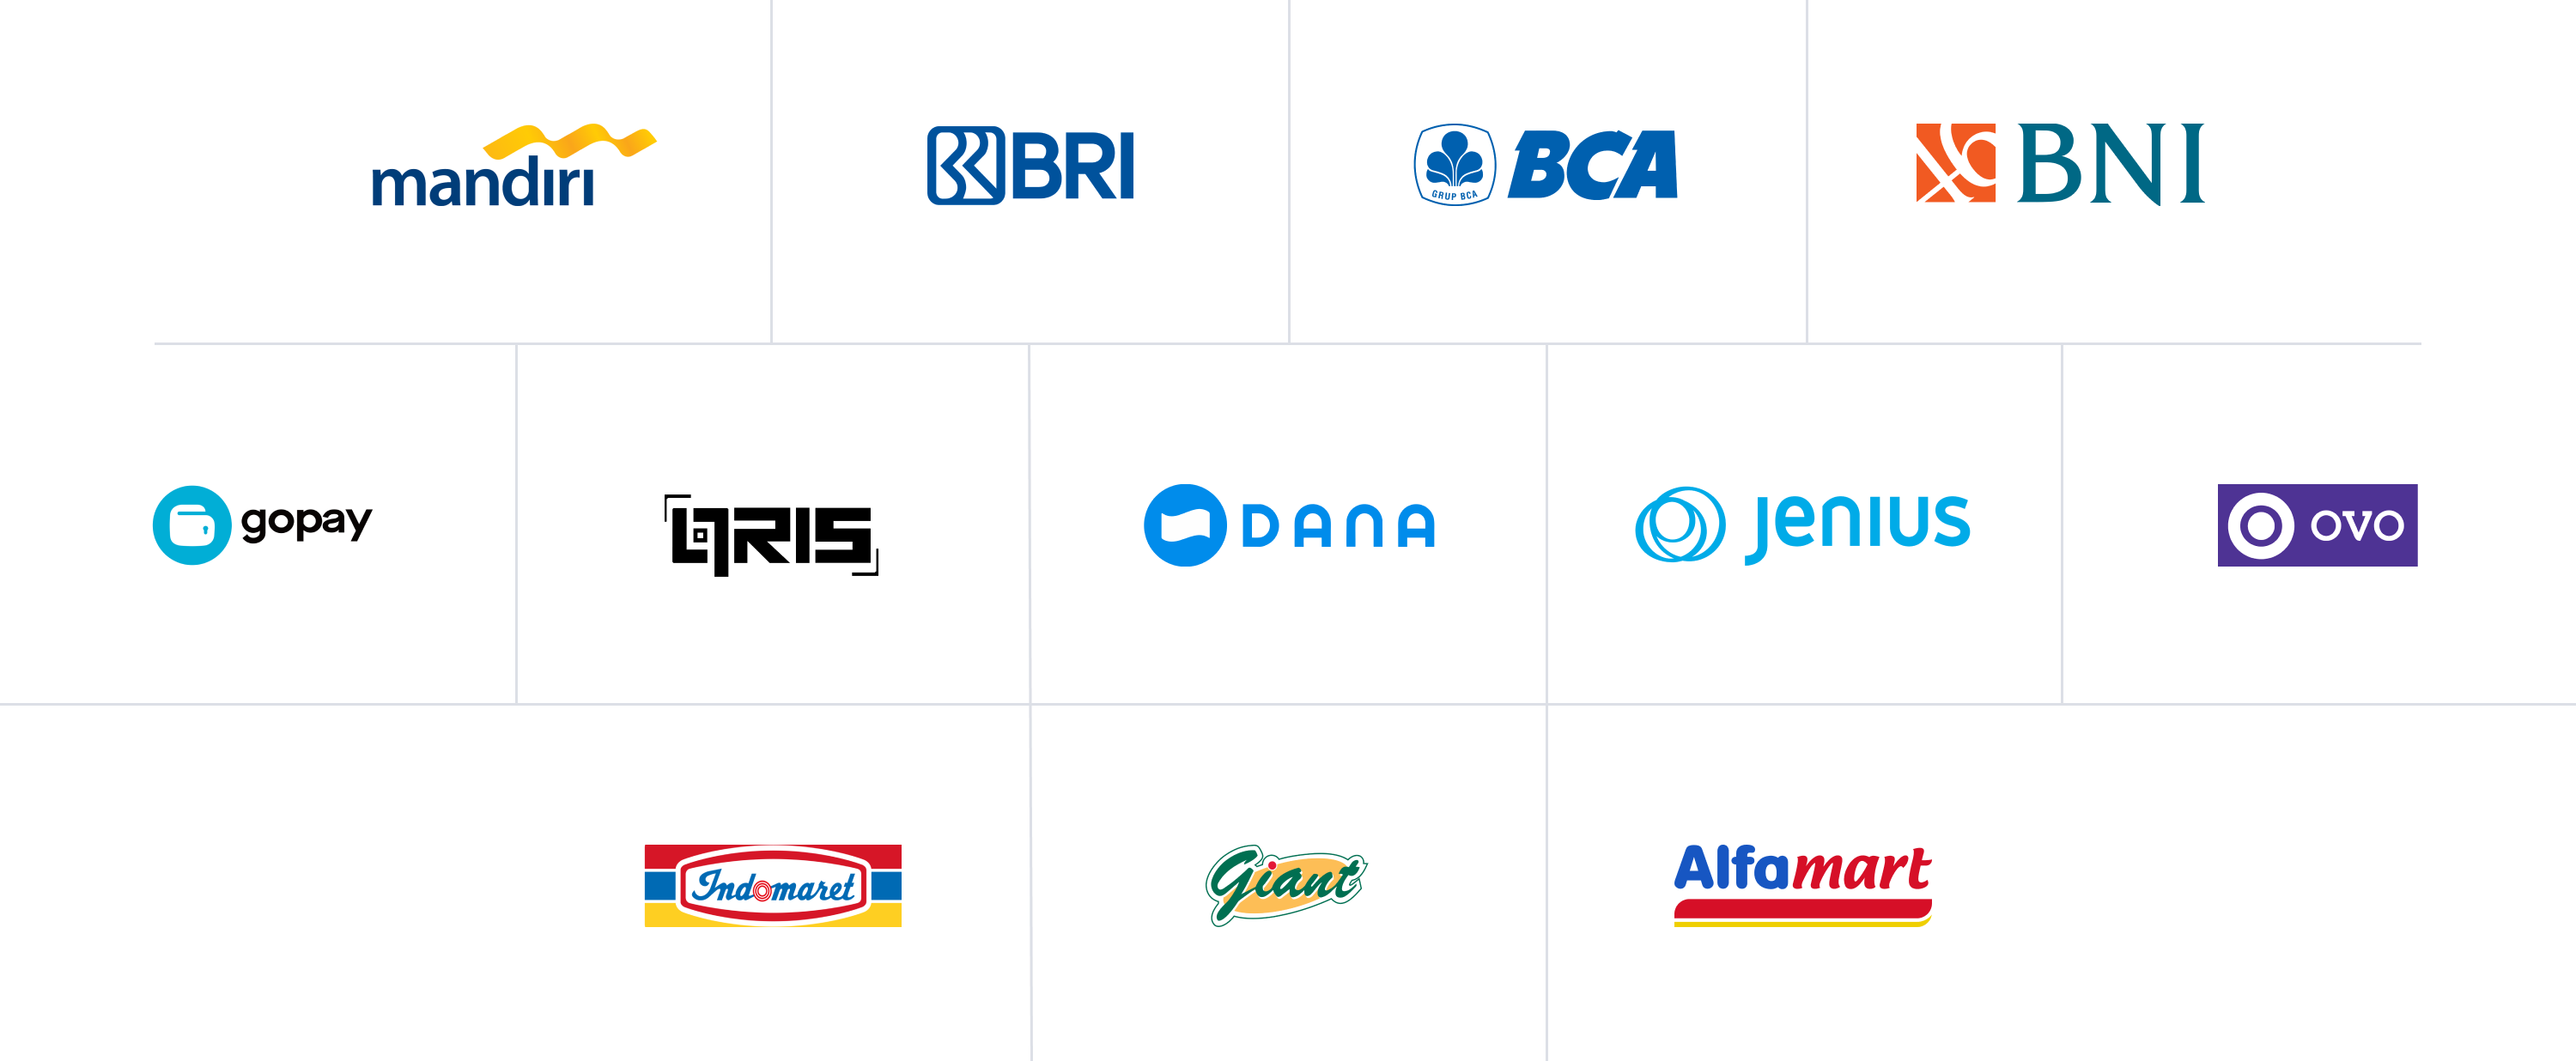 mandiri
BRI
GRUP BCA
BCA
BNI
gopay
QRIS
DANA
Jenius
OVO
Indomaret
Giant
Alfamart